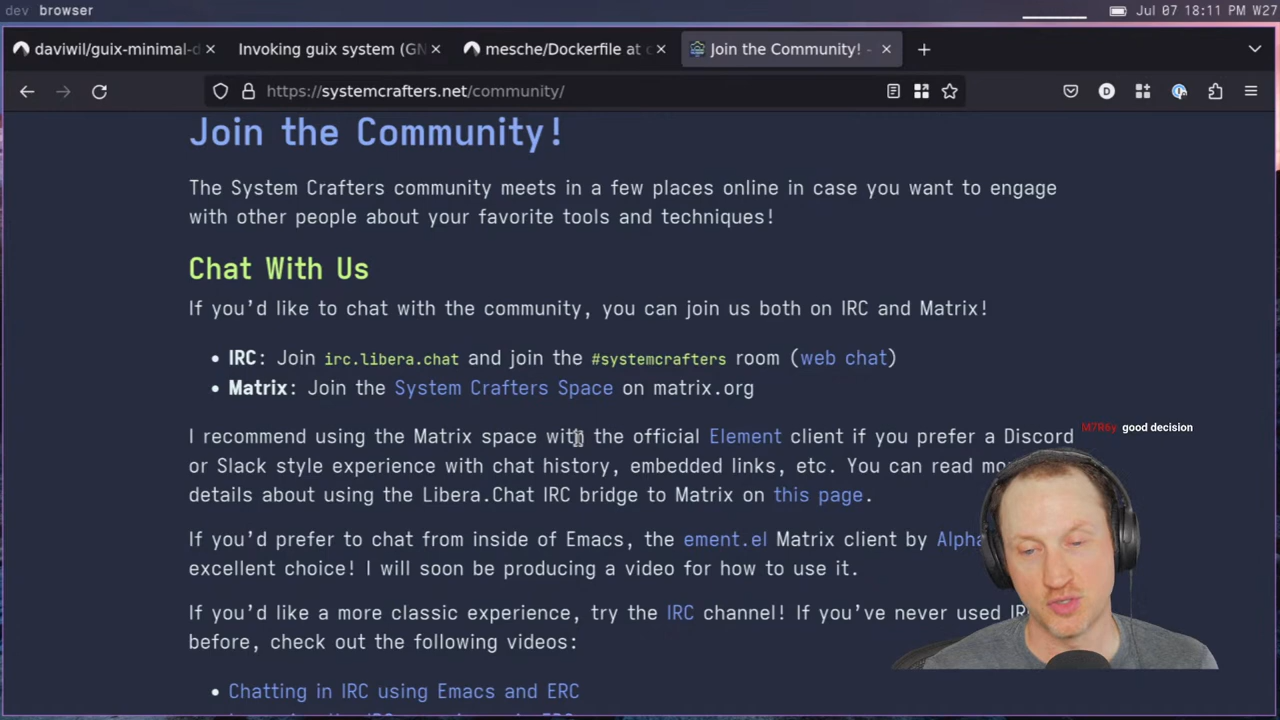 dev browser
Jul 07 18:11 PM W27
daviwil/guix-minimal-d
Invoking guix system (GN
mesche/Dockerfile at c
Join the Community! -
https://systemcrafters.net/community/
Join the Community!
The System Crafters community meets in a few places online in case you want to engage
with other people about your favorite tools and techniques!
Chat With Us
If you'd like to chat with the community, you can join us both on IRC and Matrix!
• IRC: Join irc.libera.chat and join the #systemcrafters room (web chat)
• Matrix: Join the System Crafters Space on matrix.org
I recommend using the Matrix space with the official Element client if you prefer a Discord
M7R6y good decision
or Slack style experience with chat history, embedded links, etc. You can read mo
details about using the Libera.Chat IRC bridge to Matrix on this page.
If you'd prefer to chat from inside of Emacs, the ement.el Matrix client by Alpha
excellent choice! I will soon be producing a video for how to use it.
If you'd like a more classic experience, try the IRC channel! If you've never used IR
before, check out the following videos:
• Chatting in IRC using Emacs and ERC